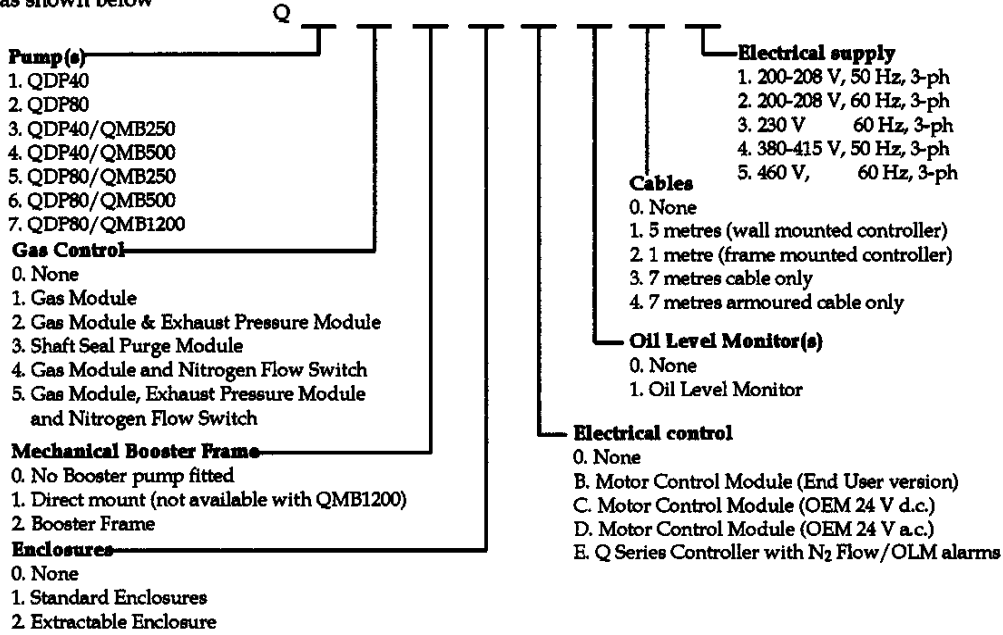 as shown below
Q
Pump(s)
1. QDP40
2. QDP80
3. QDP40/QMB250
4. QDP40/QMB500
5. QDP80/QMB250
6. QDP80/QMB500
7. QDP80/QMB1200
Gas Control
0. None
1. Gas Module
2. Gas Module & Exhaust Pressure Module
3. Shaft Seal Purge Module
4. Gas Module and Nitrogen Flow Switch
5. Gas Module, Exhaust Pressure Module
and Nitrogen Flow Switch
Mechanical Booster Frame
0. No Booster pump fitted
1. Direct mount (not available with QMB1200)
2. Booster Frame
Enclosures
0. None
1. Standard Enclosures
2. Extractable Enclosure
Electrical supply
1. 200-208 V, 50 Hz, 3-ph
2. 200-208 V, 60 Hz, 3-ph
3. 230 V 60 Hz, 3-ph
4. 380-415 V, 50 Hz, 3-ph
5. 460 V, 60 Hz, 3-ph
Cables
0. None
1. 5 metres (wall mounted controller)
2. 1 metre (frame mounted controller)
3. 7 metres cable only
4. 7 metres armoured cable only
Oil Level Monitor(s)
0. None
1. Oil Level Monitor
Electrical control
0. None
B. Motor Control Module (End User version)
C. Motor Control Module (OEM 24 V d.c.)
D. Motor Control Module (OEM 24 V a.c.)
E. Q Series Controller with N₂ Flow/OLM alarms